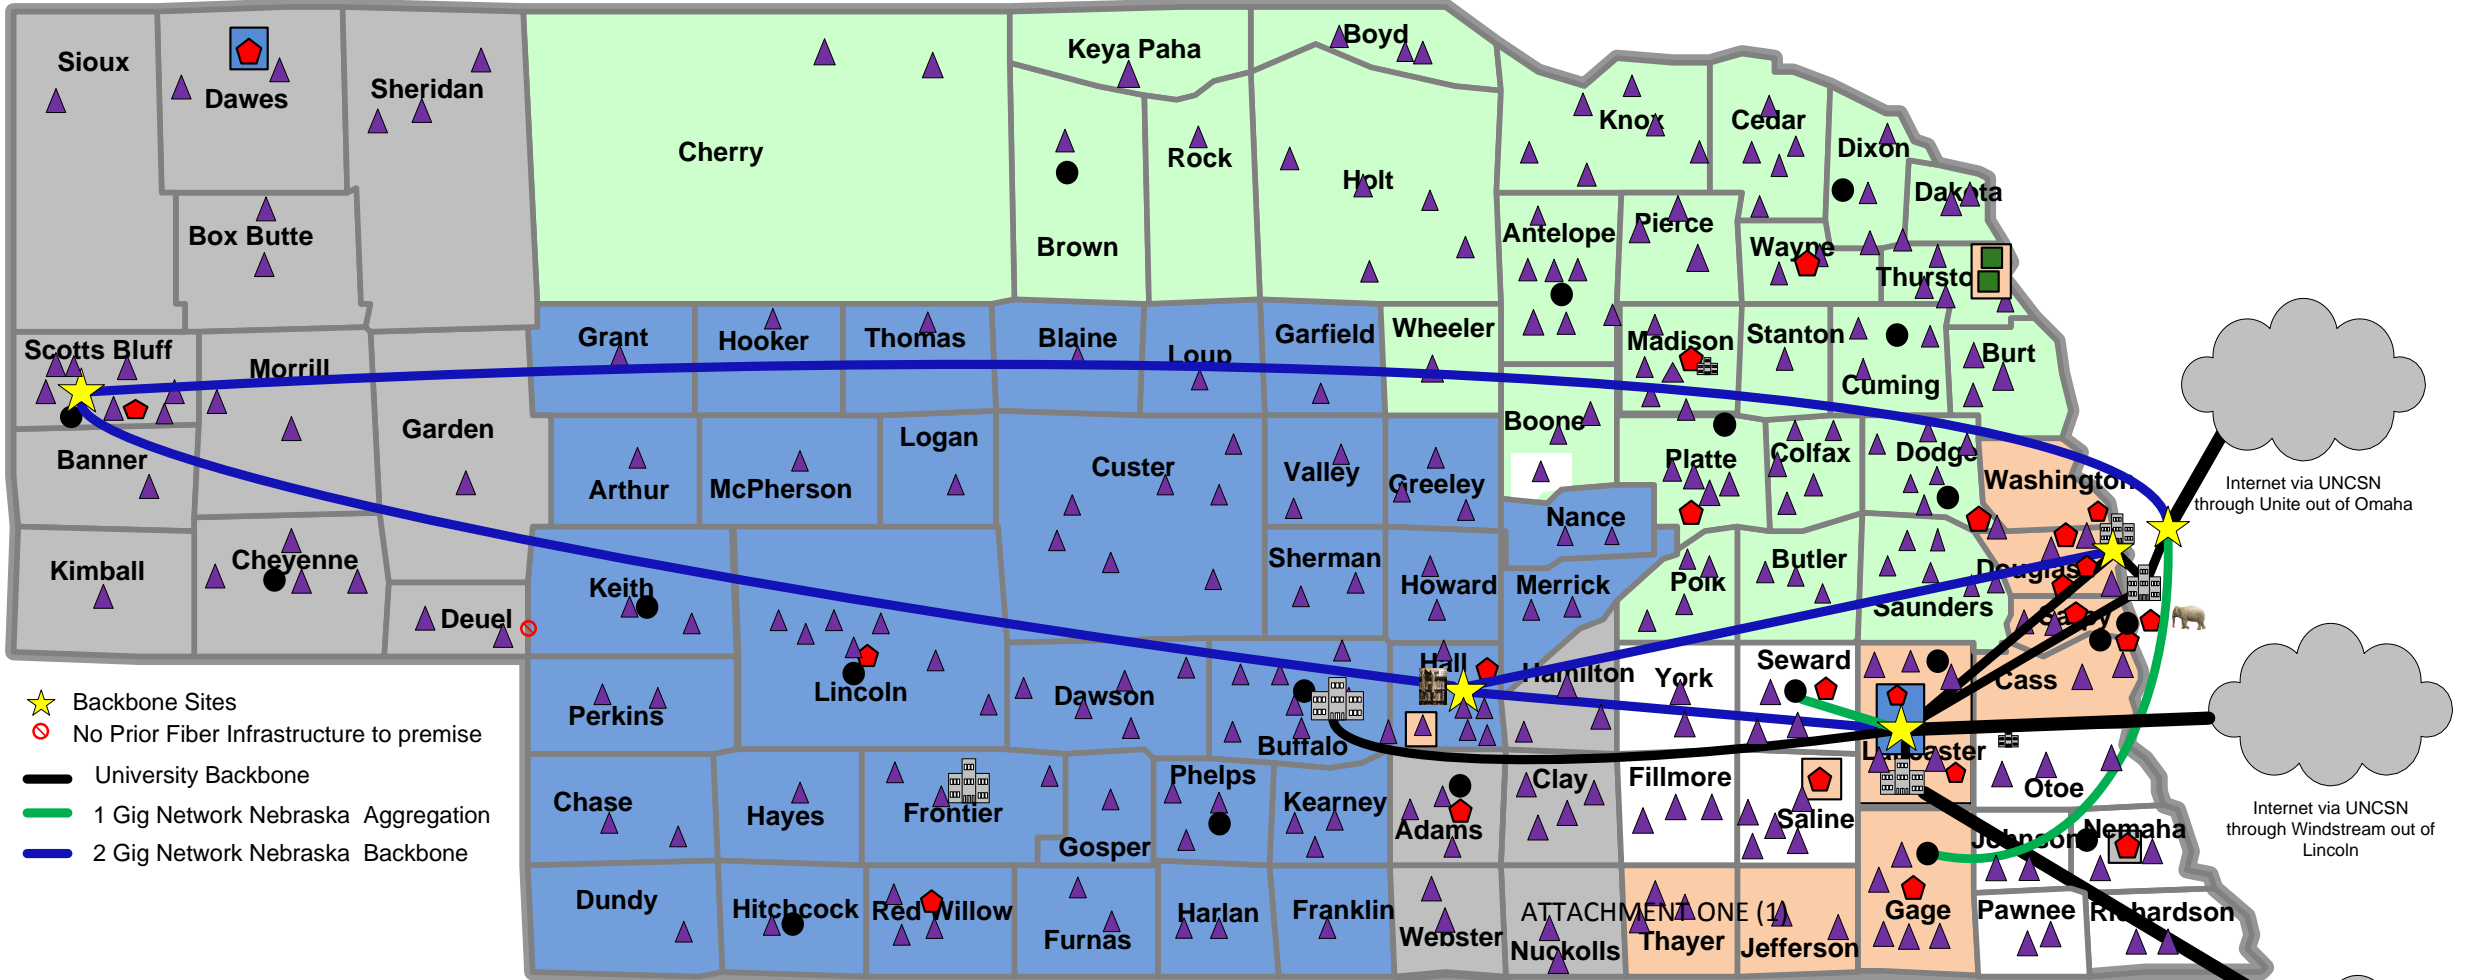 Sioux
Dawes
Sheridan
Box Butte
Cherry
Keya Paha
Boyd
Brown
Rock
Holt
Knox
Cedar
Dixon
Dakota
Antelope
Pierce
Wayne
Thursto
Scotts Bluff
Morrill
Garden
Banner
Kimball
Cheyenne
Deuel
Grant
Hooker
Thomas
Blaine
Loup
Garfield
Wheeler
Madison
Stanton
Cuming
Burt
Arthur
McPherson
Logan
Custer
Valley
Greeley
Boone
Platte
Colfax
Dodge
Washington
Nance
Sherman
Howard
Merrick
Polk
Butler
Saunders
Douglas
Sarpy
Keith
Lincoln
Perkins
Dawson
Buffalo
Hall
Hamilton
York
Seward
Lancaster
Cass
Otoe
Chase
Hayes
Frontier
Gosper
Phelps
Kearney
Adams
Clay
Fillmore
Saline
Johnson
Nemaha
Dundy
Hitchcock
Red Willow
Furnas
Harlan
Franklin
Webster
Nuckolls
Thayer
Jefferson
Gage
Pawnee
Richardson
ATTACHMENT ONE (1)
Internet via UNCSN
through Unite out of Omaha
Internet via UNCSN
through Windstream out of
Lincoln
Backbone Sites
No Prior Fiber Infrastructure to premise
University Backbone
1 Gig Network Nebraska Aggregation
2 Gig Network Nebraska Backbone